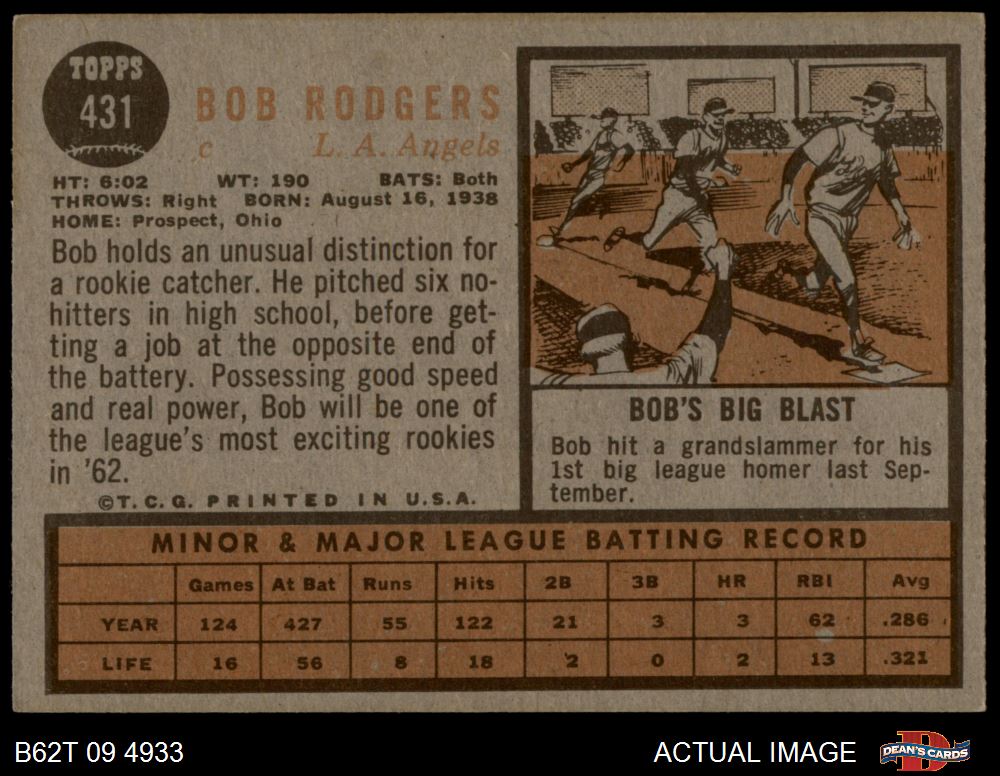 TOPPS
431
BOB RODGERS
c L. A. Angels
HT: 6:02 WT: 190 BATS: Both
THROWS: Right BORN: August 16, 1938
HOME: Prospect, Ohio
Bob holds an unusual distinction for
a rookie catcher. He pitched six no-
hitters in high school, before get-
ting a job at the opposite end of
the battery. Possessing good speed
and real power, Bob will be one of
the league's most exciting rookies
in '62.
©T. C. G. PRINTED IN U.S.A.
BOB'S BIG BLAST
Bob hit a grandslammer for his
1st big league homer last Sep-
tember.
MINOR & MAJOR LEAGUE BATTING RECORD
Games At Bat Runs Hits 2B 3B HR RBI Avg
YEAR 124 427 55 122 21 3 3 62 .286
LIFE 16 56 8 18 2 0 2 13 .321
B62T 09 4933
ACTUAL IMAGE
D
DEAN'S CARDS